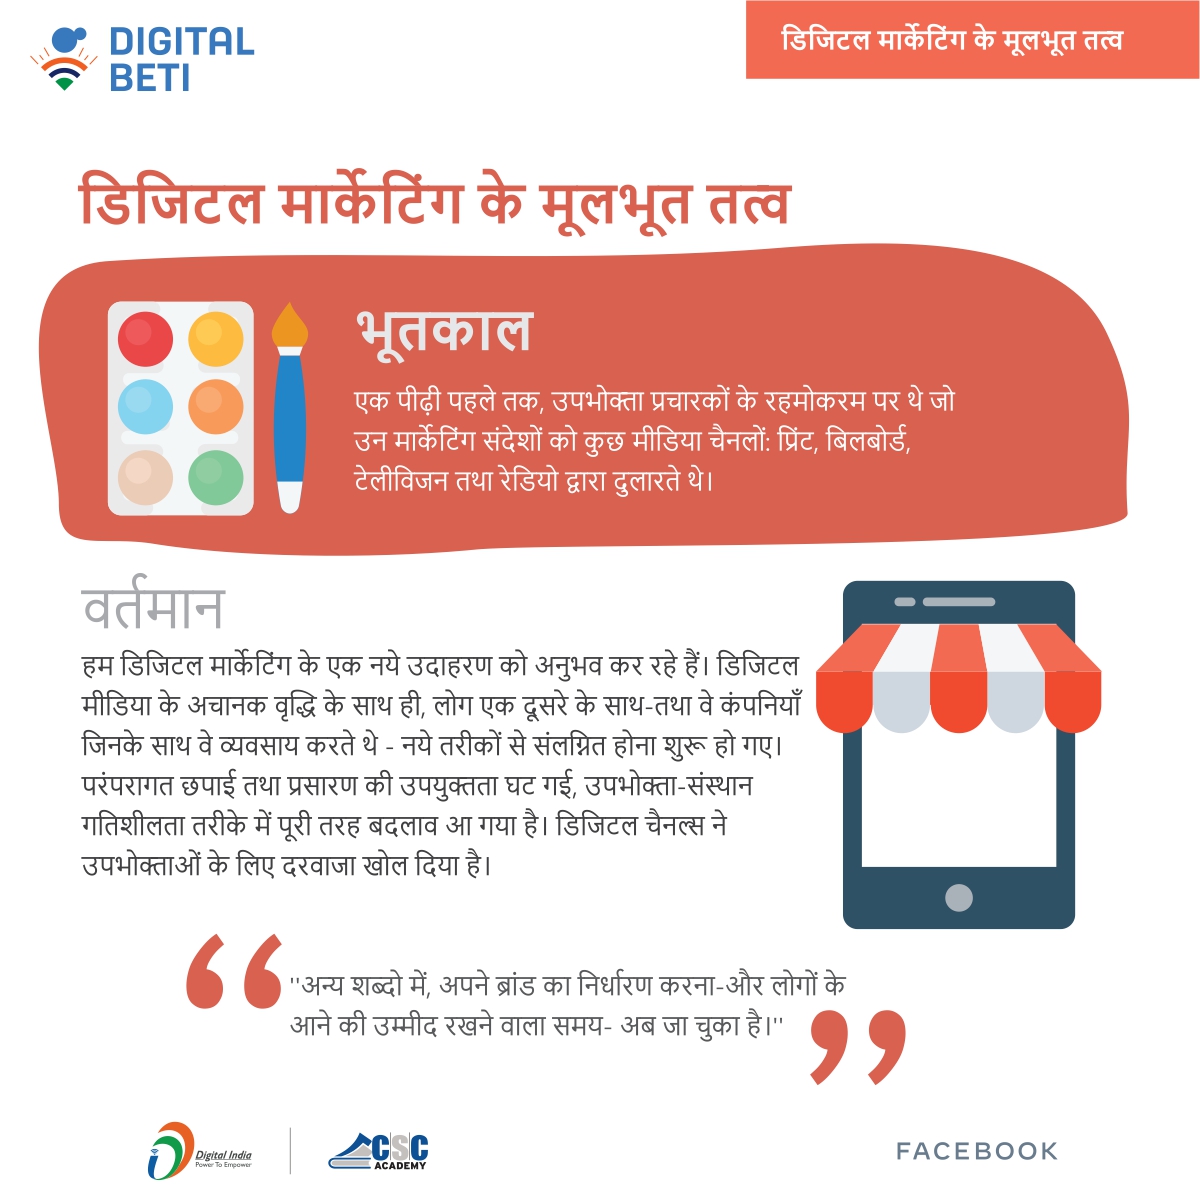 DIGITAL
BETI
डिजिटल मार्केटिंग के मूलभूत तत्व
डिजिटल मार्केटिंग के मूलभूत तत्व
भूतकाल
एक पीढ़ी पहले तक, उपभोक्ता प्रचारकों के रहमोकरम पर थे जो
उन मार्केटिंग संदेशों को कुछ मीडिया चैनलों: प्रिंट, बिलबोर्ड,
टेलीविजन तथा रेडियो द्वारा दुलारते थे।
वर्तमान
हम डिजिटल मार्केटिंग के एक नये उदाहरण को अनुभव कर रहे हैं। डिजिटल
मीडिया के अचानक वृद्धि के साथ ही, लोग एक दूसरे के साथ-तथा वे कंपनियाँ
जिनके साथ वे व्यवसाय करते थे - नये तरीकों से संलग्नित होना शुरू हो गए।
परंपरागत छपाई तथा प्रसारण की उपयुक्तता घट गई, उपभोक्ता-संस्थान
गतिशीलता तरीके में पूरी तरह बदलाव आ गया है। डिजिटल चैनल्स ने
उपभोक्ताओं के लिए दरवाजा खोल दिया है।
''अन्य शब्दो में, अपने ब्रांड का निर्धारण करना-और लोगों के
आने की उम्मीद रखने वाला समय- अब जा चुका है।''
Digital India
Power To Empower
CSC
ACADEMY
FACEBOOK